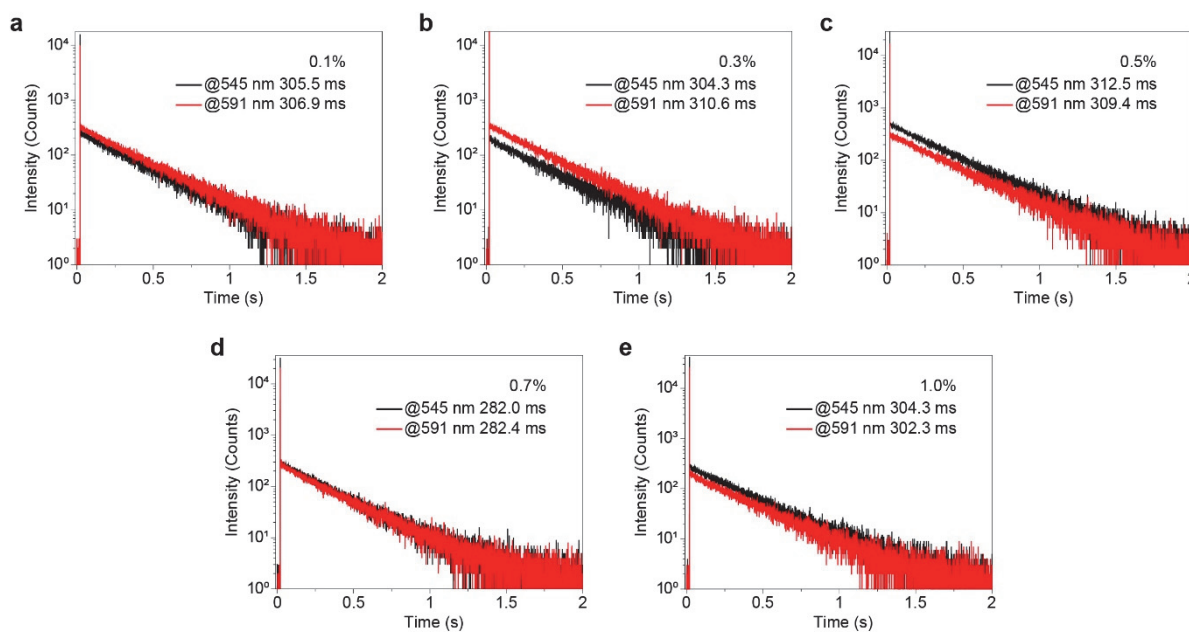 a
10⁴
10³
10²
10¹
10⁰
Intensity (Counts)
0.1%
@545 nm 305.5 ms
@591 nm 306.9 ms
0
0.5
1
1.5
2
Time (s)
b
10⁴
10³
10²
10¹
10⁰
Intensity (Counts)
0.3%
@545 nm 304.3 ms
@591 nm 310.6 ms
0
0.5
1
1.5
2
Time (s)
c
10⁴
10³
10²
10¹
10⁰
Intensity (Counts)
0.5%
@545 nm 312.5 ms
@591 nm 309.4 ms
0
0.5
1
1.5
2
Time (s)
d
10⁴
10³
10²
10¹
10⁰
Intensity (Counts)
0.7%
@545 nm 282.0 ms
@591 nm 282.4 ms
0
0.5
1
1.5
2
Time (s)
e
10⁴
10³
10²
10¹
10⁰
Intensity (Counts)
1.0%
@545 nm 304.3 ms
@591 nm 302.3 ms
0
0.5
1
1.5
2
Time (s)